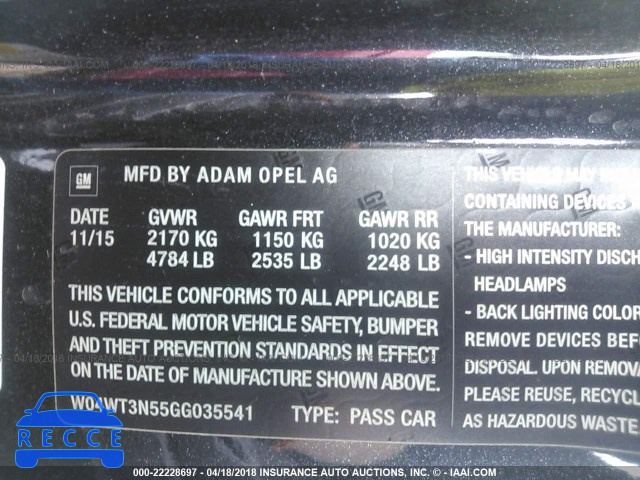 GM
MFD BY ADAM OPEL AG
DATE GVWR GAWR FRT GAWR RR
11/15 2170 KG 1150 KG 1020 KG
4784 LB 2535 LB 2248 LB
THIS VEHICLE CONFORMS TO ALL APPLICABLE
U.S. FEDERAL MOTOR VEHICLE SAFETY, BUMPER
AND THEFT PREVENTION STANDARDS IN EFFECT
ON THE DATE OF MANUFACTURE SHOWN ABOVE.
W04WT3N55GG035541 TYPE: PASS CAR
THIS VEHICLE MAY
CONTAINING DEVICES
THE MANUFACTURER:
- HIGH INTENSITY DISCH
HEADLAMPS
- BACK LIGHTING COLOR
REMOVE DEVICES BEF
DISPOSAL. UPON REMOVA
PLEASE REUSE, RECYCL
AS HAZARDOUS WASTE
000-22228697 - 04/18/2018 INSURANCE AUTO AUCTIONS, INC. - IAAI.COM